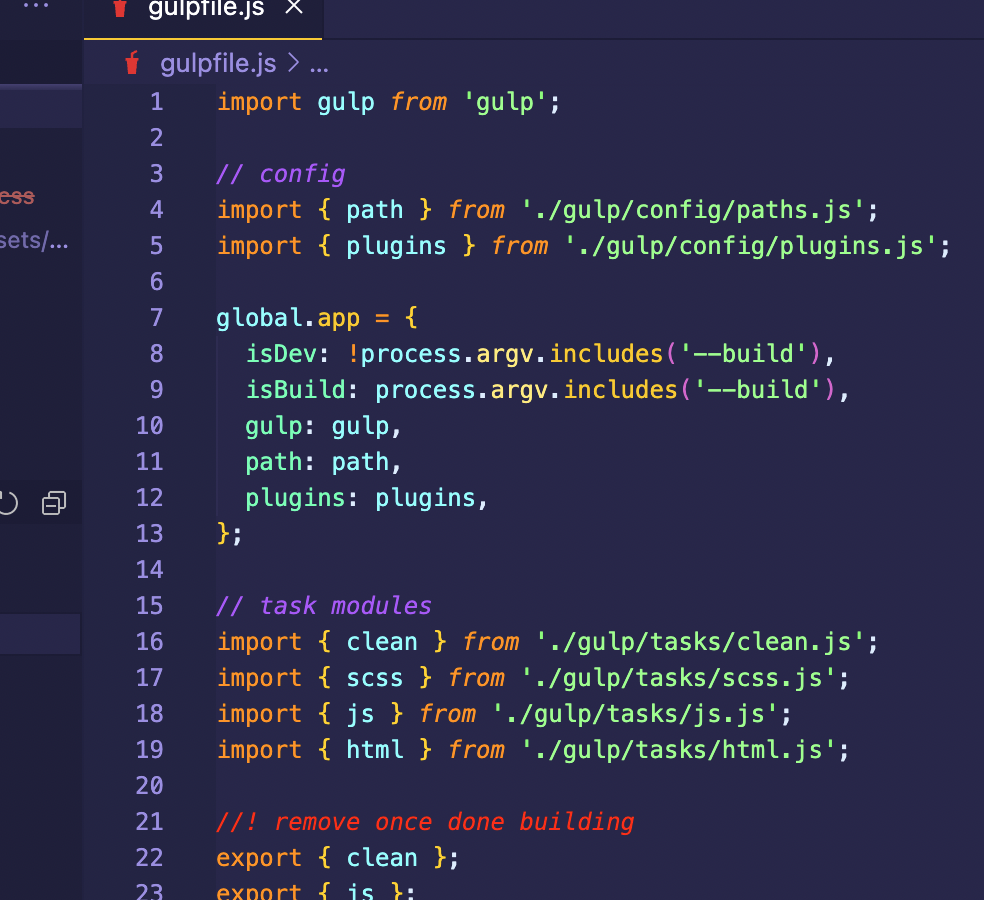 ...
gulpfile.js ×
gulpfile.js > ...
ess
sets/...
1 import gulp from 'gulp';
2
3 // config
4 import { path } from './gulp/config/paths.js';
5 import { plugins } from './gulp/config/plugins.js';
6
7 global.app = {
8 isDev: !process.argv.includes('--build'),
9 isBuild: process.argv.includes('--build'),
10 gulp: gulp,
11 path: path,
12 plugins: plugins,
13 };
14
15 // task modules
16 import { clean } from './gulp/tasks/clean.js';
17 import { scss } from './gulp/tasks/scss.js';
18 import { js } from './gulp/tasks/js.js';
19 import { html } from './gulp/tasks/html.js';
20
21 //! remove once done building
22 export { clean };
23 export { js };